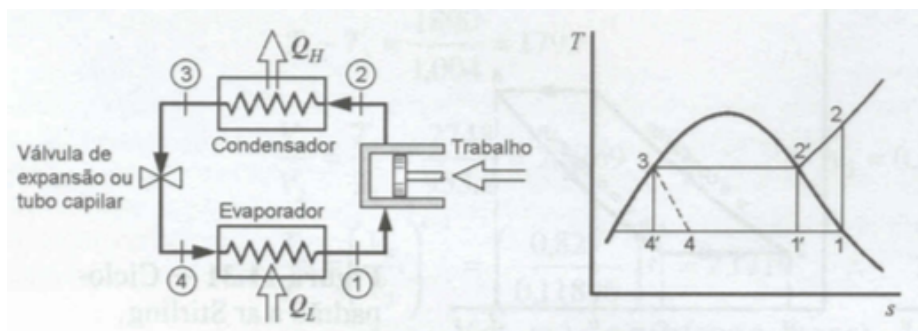 Q_H
3
2
Condensador
Válvula de
expansão ou
tubo capilar
Trabalho
Evaporador
4
1
Q_L
T
2
3
2′
4′
4
1′
1
s